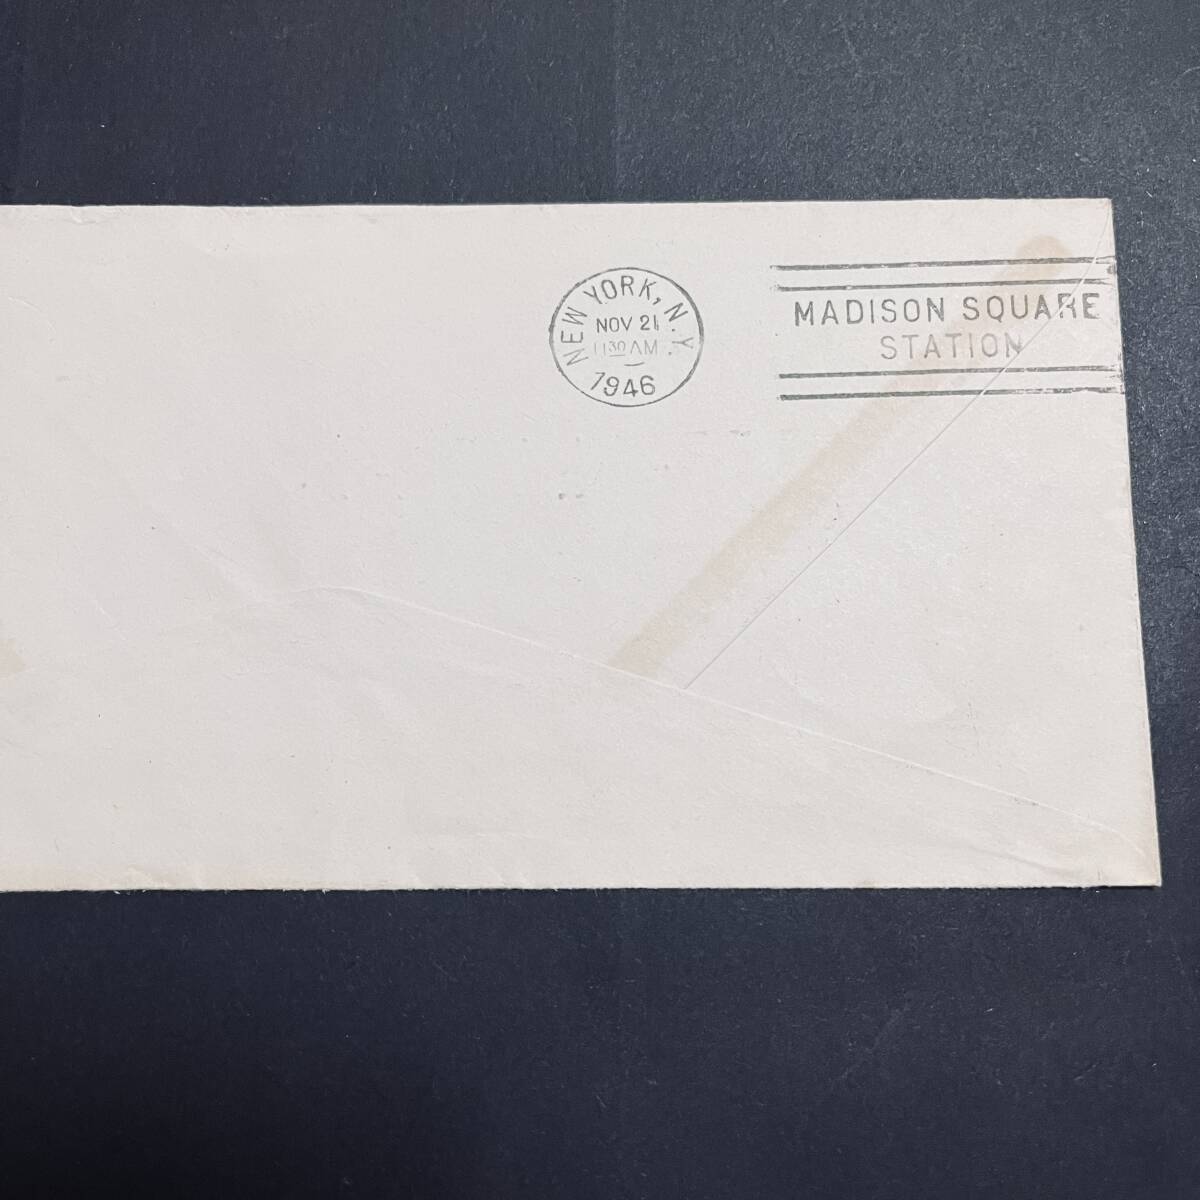 NEW YORK, N.Y.
NOV 21
11 30 AM
1946
MADISON SQUARE
STATION